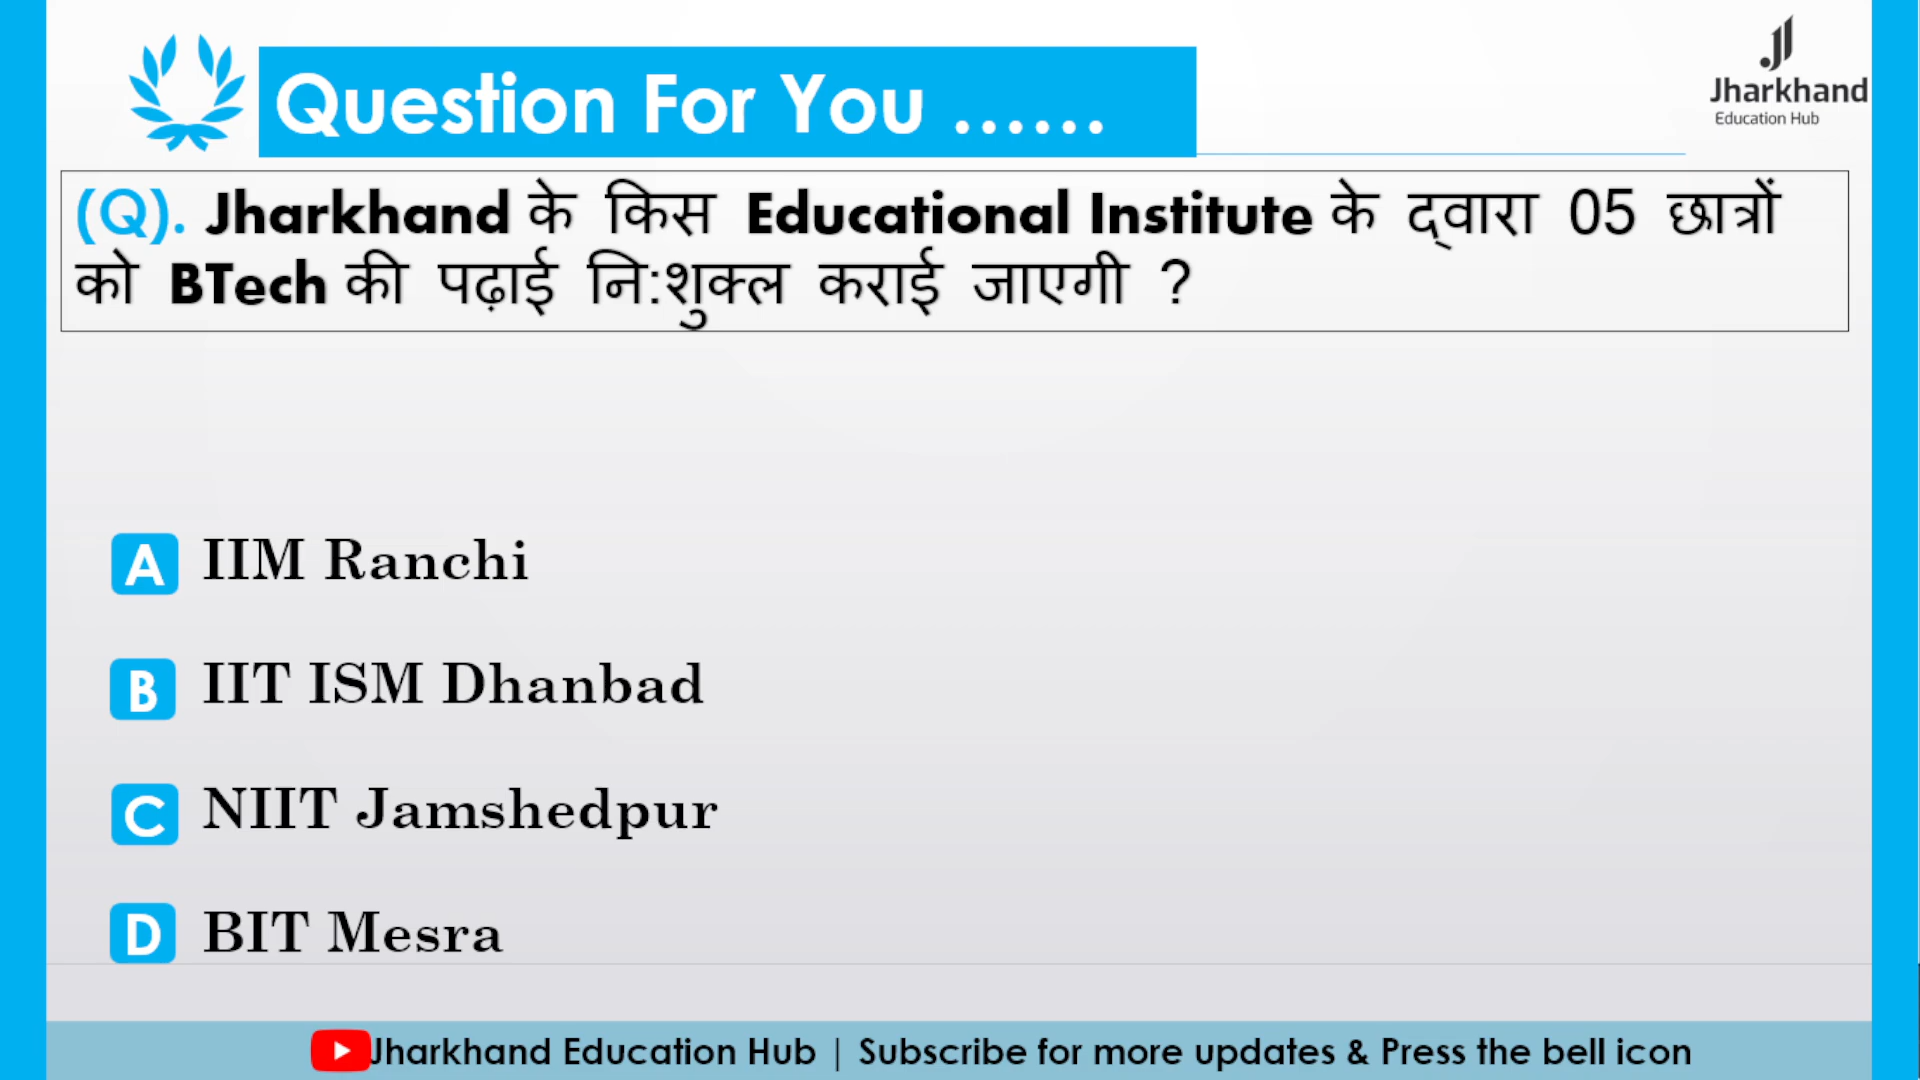 Question For You ......
Jharkhand
Education Hub
(Q). Jharkhand के किस Educational Institute के द्वारा 05 छात्रों
को BTech की पढ़ाई नि:शुक्ल कराई जाएगी ?
A IIM Ranchi
B IIT ISM Dhanbad
C NIIT Jamshedpur
D BIT Mesra
Jharkhand Education Hub | Subscribe for more updates & Press the bell icon